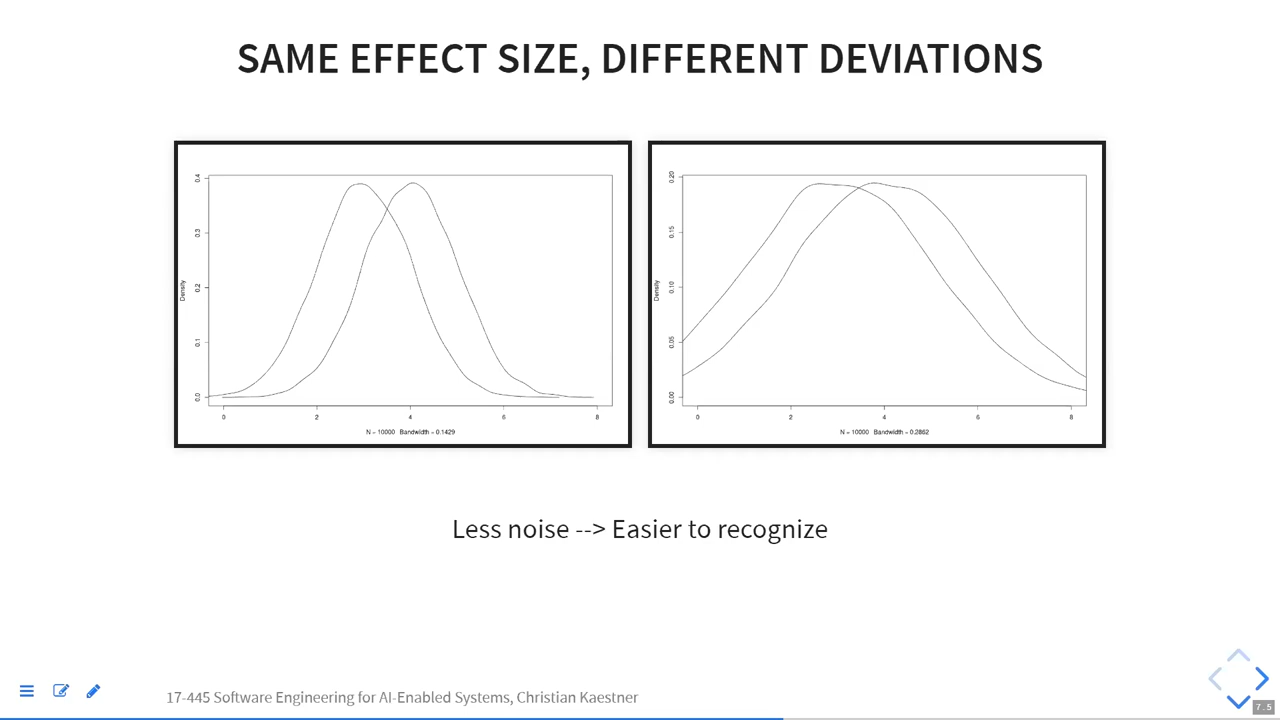 SAME EFFECT SIZE, DIFFERENT DEVIATIONS
Density
0.0
0.1
0.2
0.3
0.4
0 2 4 6 8
N = 10000 Bandwidth = 0.1429
Density
0.00
0.05
0.10
0.15
0.20
0 2 4 6 8
N = 10000 Bandwidth = 0.2862
Less noise --> Easier to recognize
17-445 Software Engineering for AI-Enabled Systems, Christian Kaestner
7.5